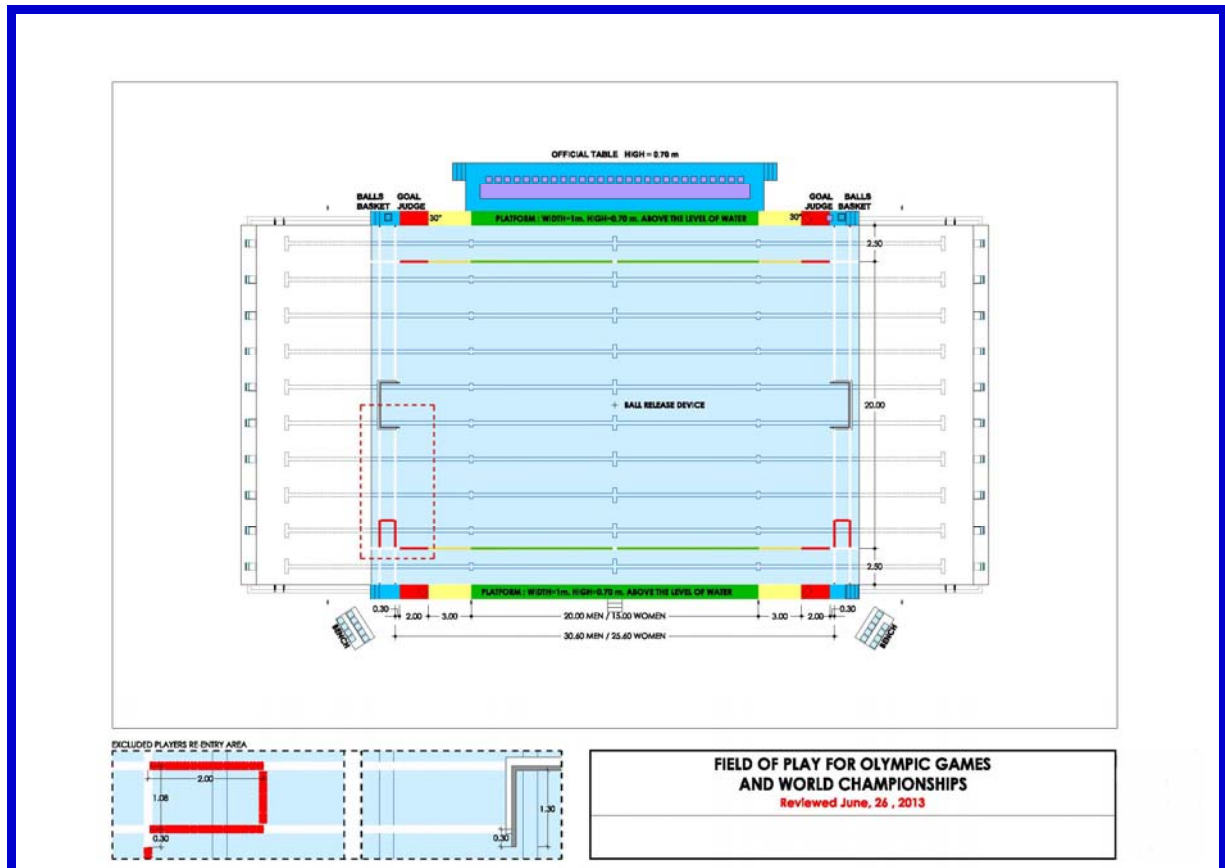 OFFICIAL TABLE HIGH = 0.70 m
BALLS GOAL
BASKET JUDGE
GOAL BALLS
JUDGE BASKET
30°
PLATFORM : WIDTH=1m. HIGH=0.70 m. ABOVE THE LEVEL OF WATER
30°
2.50
BALL RELEASE DEVICE
20.00
2.50
PLATFORM : WIDTH=1m. HIGH=0.70 m. ABOVE THE LEVEL OF WATER
0.30
2.00
3.00
20.00 MEN / 15.00 WOMEN
3.00
2.00
0.30
30.60 MEN / 25.60 WOMEN
BENCH
BENCH
EXCLUDED PLAYERS RE-ENTRY AREA
2.00
1.08
0.30
1.30
0.30
FIELD OF PLAY FOR OLYMPIC GAMES
AND WORLD CHAMPIONSHIPS
Reviewed June, 26 , 2013